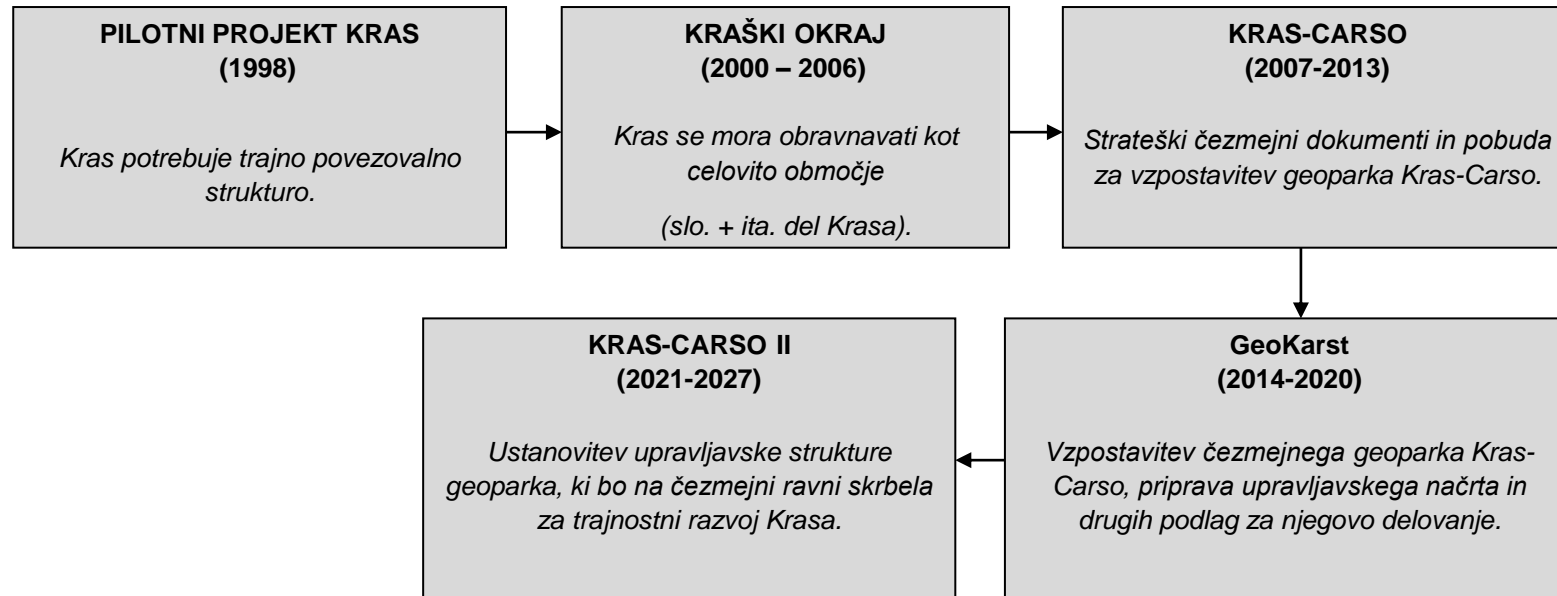 PILOTNI PROJEKT KRAS
(1998)
Kras potrebuje trajno povezovalno
strukturo.
KRAŠKI OKRAJ
(2000 – 2006)
Kras se mora obravnavati kot
celovito območje
(slo. + ita. del Krasa).
KRAS-CARSO
(2007-2013)
Strateški čezmejni dokumenti in pobuda
za vzpostavitev geoparka Kras-Carso.
GeoKarst
(2014-2020)
Vzpostavitev čezmejnega geoparka Kras-
Carso, priprava upravljavskega načrta in
drugih podlag za njegovo delovanje.
KRAS-CARSO II
(2021-2027)
Ustanovitev upravljavske strukture
geoparka, ki bo na čezmejni ravni skrbela
za trajnostni razvoj Krasa.